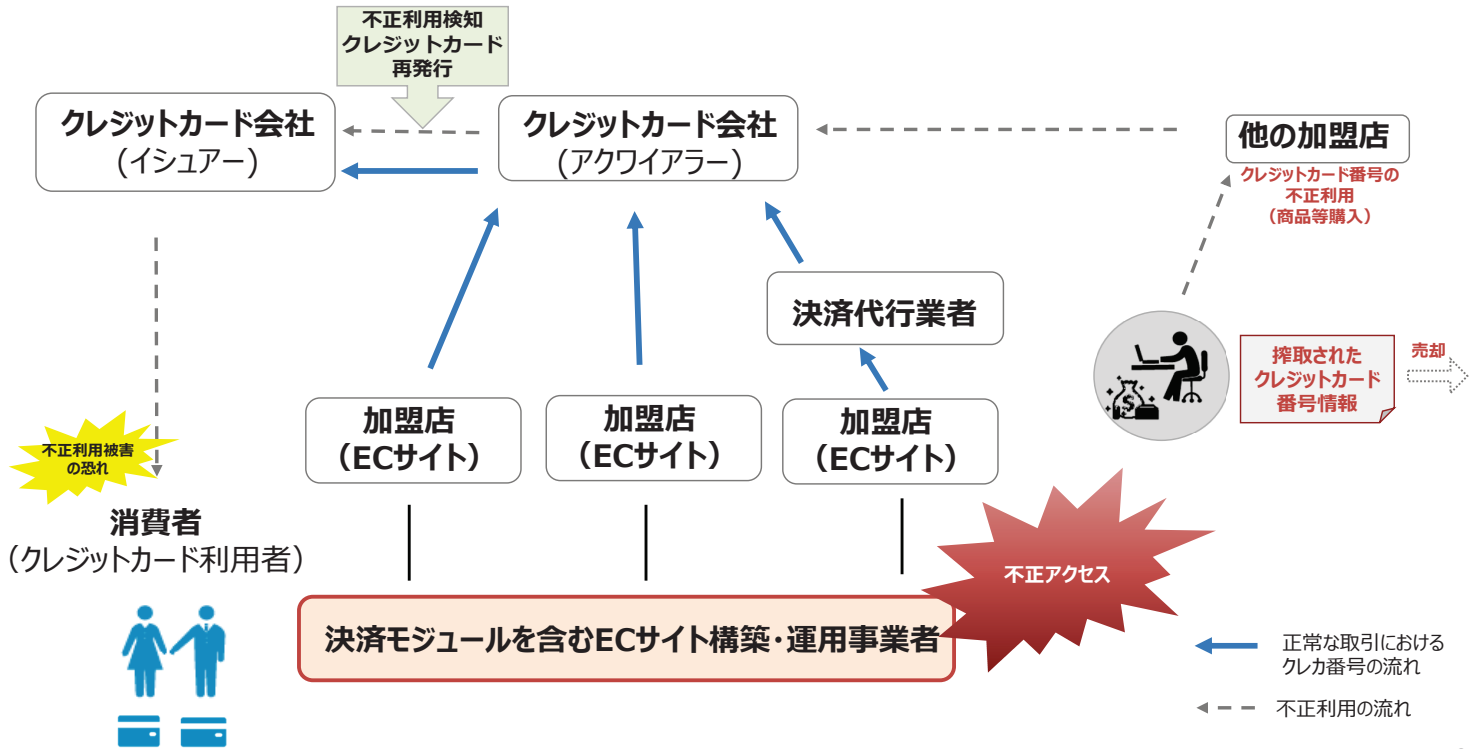 不正利用検知
クレジットカード
再発行
クレジットカード会社
(イシュアー)
クレジットカード会社
(アクワイアラー)
他の加盟店
クレジットカード番号の
不正利用
(商品等購入)
決済代行業者
搾取された
クレジットカード
番号情報
売却
加盟店
(ECサイト)
加盟店
(ECサイト)
加盟店
(ECサイト)
不正利用被害
の恐れ
消費者
(クレジットカード利用者)
不正アクセス
決済モジュールを含むECサイト構築・運用事業者
正常な取引における
クレカ番号の流れ
不正利用の流れ